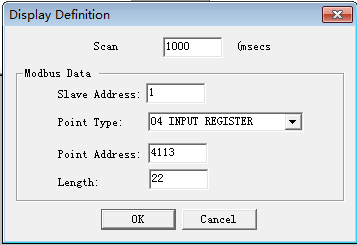 Display Definition
Scan 1000 (msecs
Modbus Data
Slave Address: 1
Point Type: 04 INPUT REGISTER
Point Address: 4113
Length: 22
OK Cancel